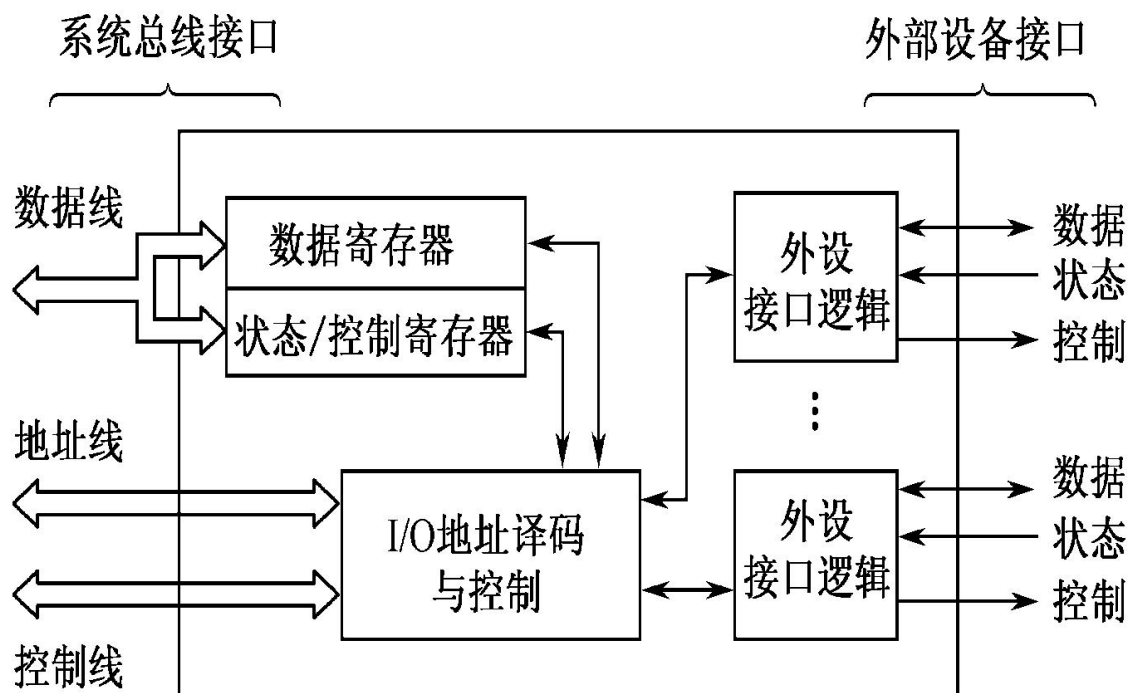 系统总线接口
外部设备接口
数据线
数据寄存器
状态/控制寄存器
外设
接口逻辑
数据
状态
控制
地址线
I/O地址译码
与控制
外设
接口逻辑
数据
状态
控制
控制线